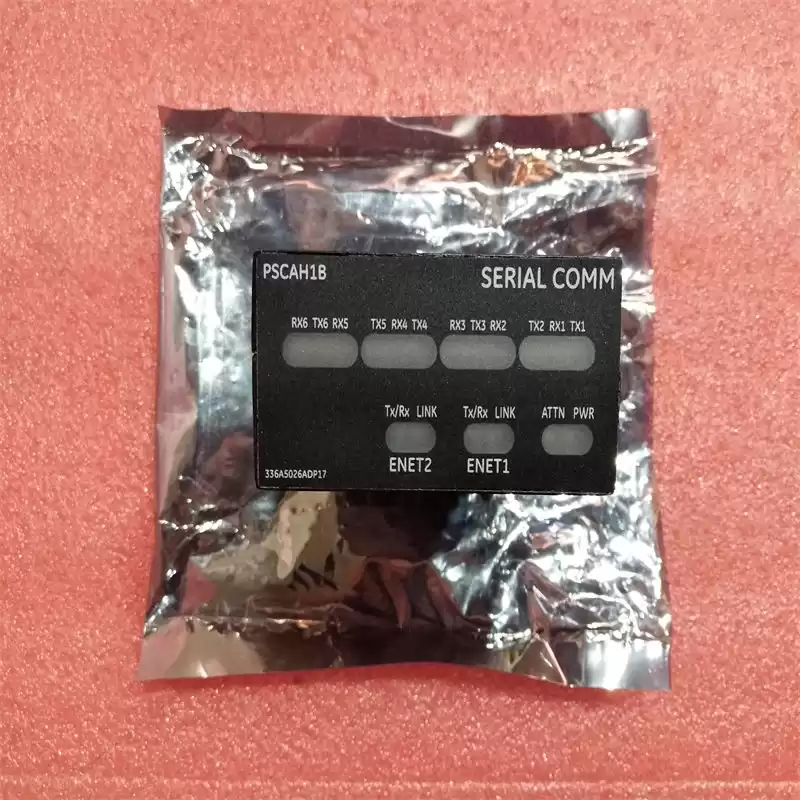 PSCAH1B
SERIAL COMM
RX6 TX6 RX5 TX5 RX4 TX4 RX3 TX3 RX2 TX2 RX1 TX1
Tx/Rx LINK Tx/Rx LINK ATTN PWR
ENET2 ENET1
336A5026ADP17